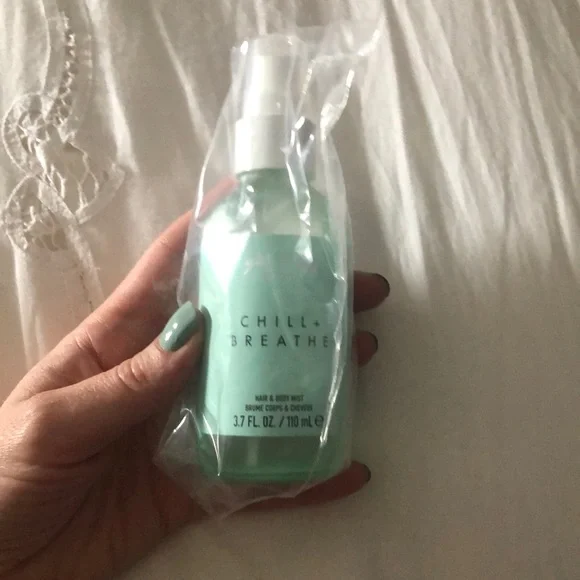 CHILL +
BREATHE
HAIR & BODY MIST
BRUME CORPS & CHEVEUX
3.7 FL. OZ. / 110 mL ℮